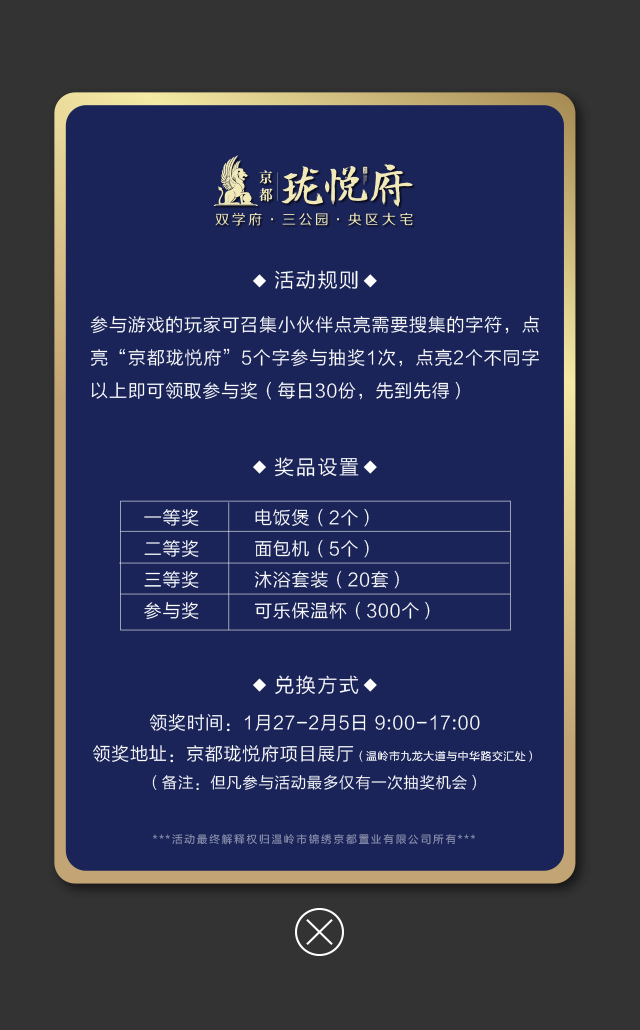 京都 珑悦府
双学府·三公园·央区大宅
◆ 活动规则 ◆
参与游戏的玩家可召集小伙伴点亮需要搜集的字符，点
亮“京都珑悦府”5个字参与抽奖1次，点亮2个不同字
以上即可领取参与奖（每日30份，先到先得）
◆ 奖品设置 ◆
一等奖 电饭煲（2个）
二等奖 面包机（5个）
三等奖 沐浴套装（20套）
参与奖 可乐保温杯（300个）
◆ 兑换方式 ◆
领奖时间：1月27-2月5日 9:00-17:00
领奖地址：京都珑悦府项目展厅（温岭市九龙大道与中华路交汇处）
（备注：但凡参与活动最多仅有一次抽奖机会）
***活动最终解释权归温岭市锦绣京都置业有限公司所有***